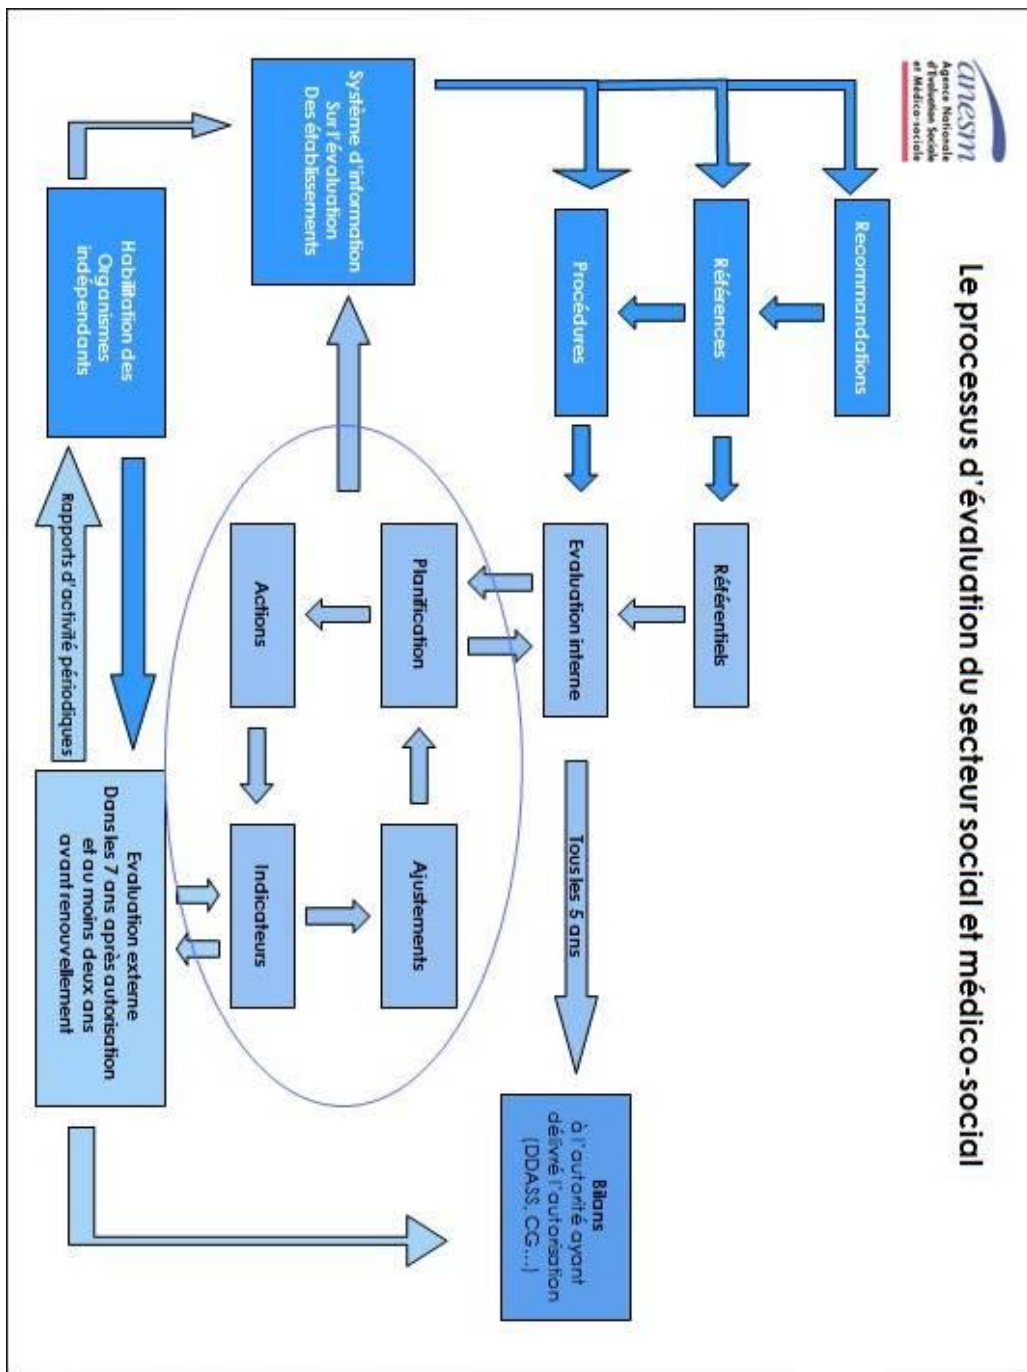 anesm
Agence Nationale
d'Evaluation Sociale
et Médico-sociale
Le processus d'évaluation du secteur social et médico-social
Recommandations
Références
Référentiels
Procédures
Evaluation interne
Tous les 5 ans
Bilans
à l'autorité ayant
délivré l'autorisation
(DDASS, CG...)
Système d'information
Sur l'évaluation
Des établissements
Planification
Ajustements
Actions
Indicateurs
Habilitation des
Organismes
indépendants
Rapports d'activité périodiques
Evaluation externe
Dans les 7 ans après autorisation
et au moins deux ans
avant renouvellement